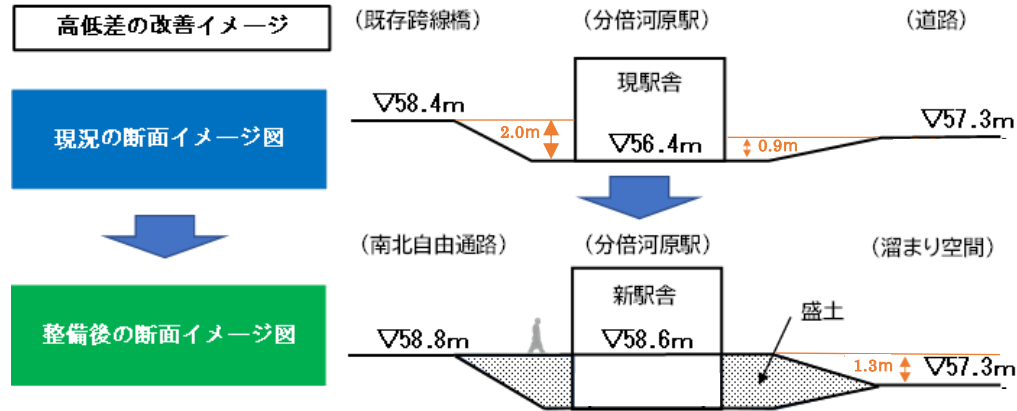 高低差の改善イメージ
(既存跨線橋)
(分倍河原駅)
(道路)
現況の断面イメージ図
現駅舎
▽58.4m
2.0m
▽56.4m
0.9m
▽57.3m
(南北自由通路)
(分倍河原駅)
(溜まり空間)
整備後の断面イメージ図
新駅舎
盛土
▽58.8m
▽58.6m
1.3m
▽57.3m